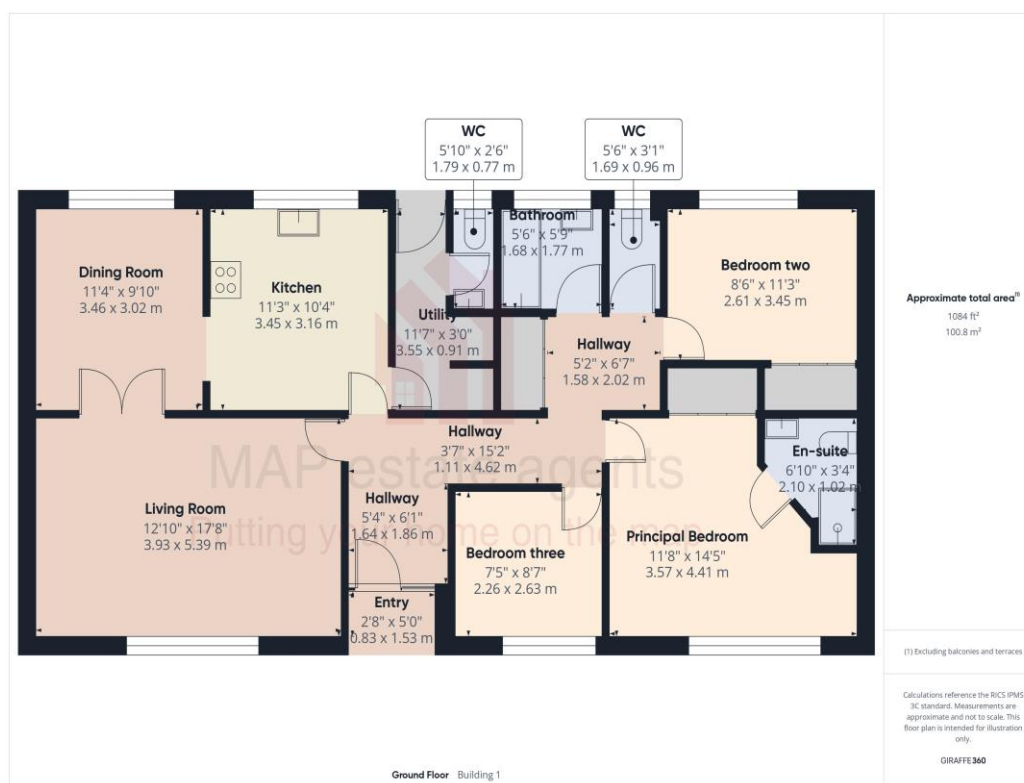 WC
5'10" x 2'6"
1.79 x 0.77 m
WC
5'6" x 3'1"
1.69 x 0.96 m
Dining Room
11'4" x 9'10"
3.46 x 3.02 m
Kitchen
11'3" x 10'4"
3.45 x 3.16 m
Utility
11'7" x 3'0"
3.55 x 0.91 m
Bathroom
5'6" x 5'9"
1.68 x 1.77 m
Hallway
5'2" x 6'7"
1.58 x 2.02 m
Bedroom two
8'6" x 11'3"
2.61 x 3.45 m
Hallway
3'7" x 15'2"
1.11 x 4.62 m
MAP estate agents
Putting your home on the map
Living Room
12'10" x 17'8"
3.93 x 5.39 m
Hallway
5'4" x 6'1"
1.64 x 1.86 m
Entry
2'8" x 5'0"
0.83 x 1.53 m
Bedroom three
7'5" x 8'7"
2.26 x 2.63 m
Principal Bedroom
11'8" x 14'5"
3.57 x 4.41 m
En-suite
6'10" x 3'4"
2.10 x 1.02 m
Ground Floor Building 1
Approximate total area(1)
1084 ft²
100.8 m²
(1) Excluding balconies and terraces
Calculations reference the RICS IPMS
3C standard. Measurements are
approximate and not to scale. This
floor plan is intended for illustration
only.
GIRAFFE360